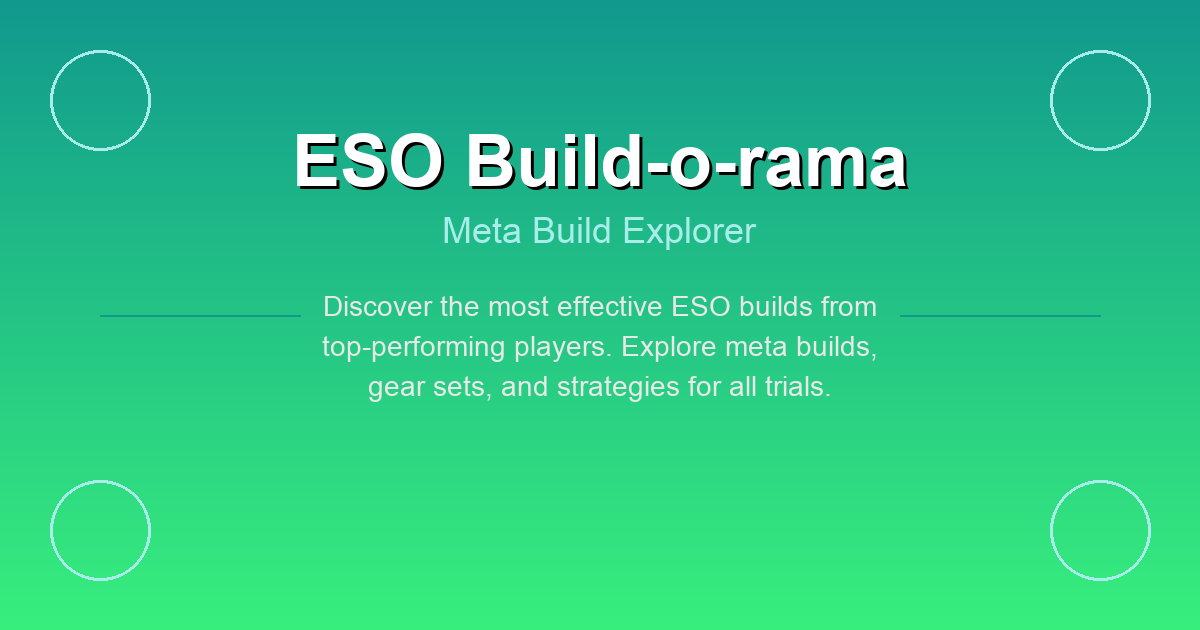 ESO Build-o-rama
Meta Build Explorer
Discover the most effective ESO builds from
top-performing players. Explore meta builds,
gear sets, and strategies for all trials.